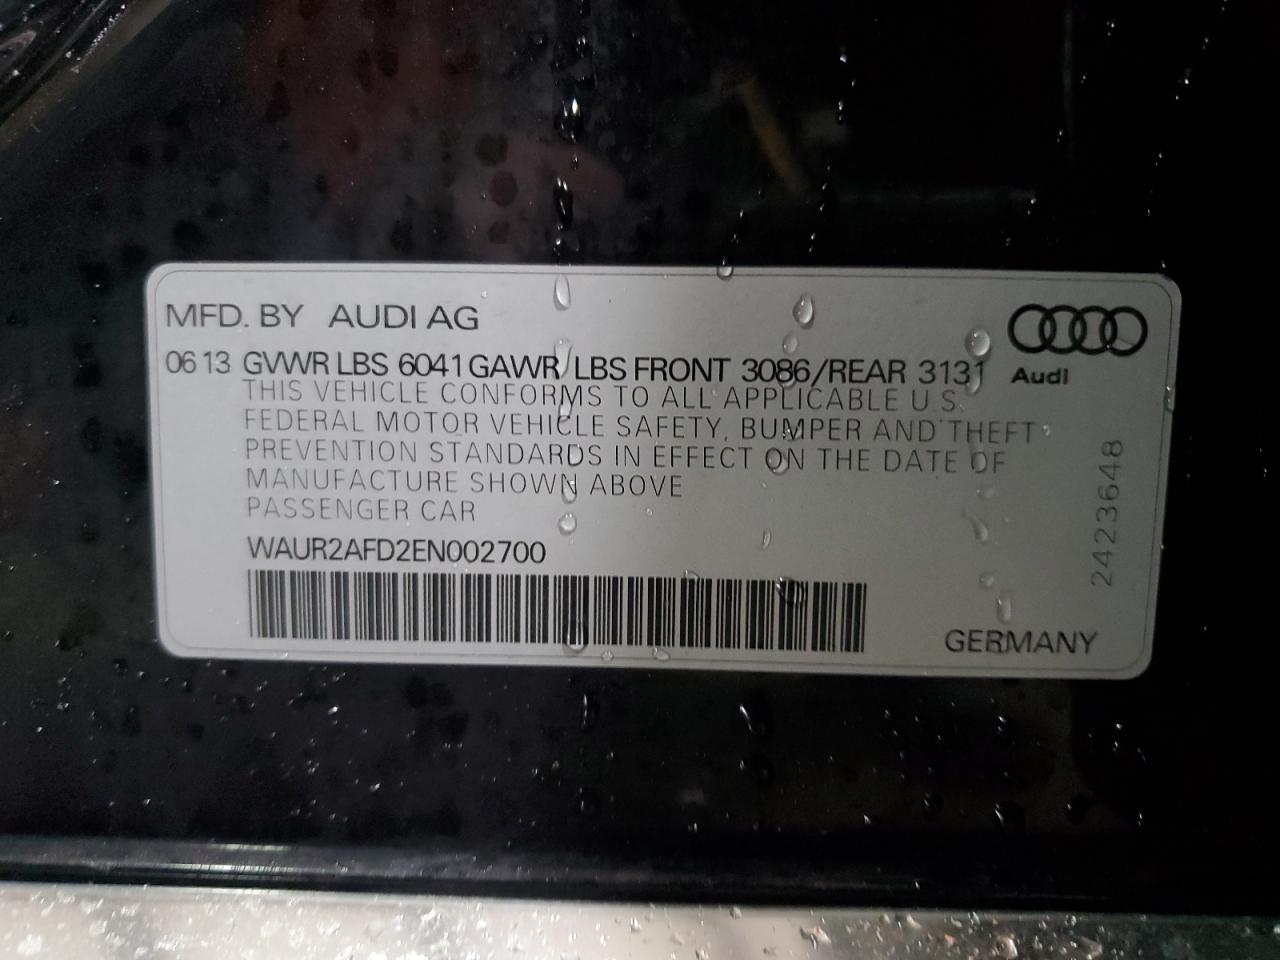 MFD. BY AUDI AG
06 13 GVWR LBS 6041 GAWR LBS FRONT 3086/REAR 3131
Audi
THIS VEHICLE CONFORMS TO ALL APPLICABLE U.S.
FEDERAL MOTOR VEHICLE SAFETY, BUMPER AND THEFT
PREVENTION STANDARDS IN EFFECT ON THE DATE OF
MANUFACTURE SHOWN ABOVE
PASSENGER CAR
WAUR2AFD2EN002700
GERMANY
2423648